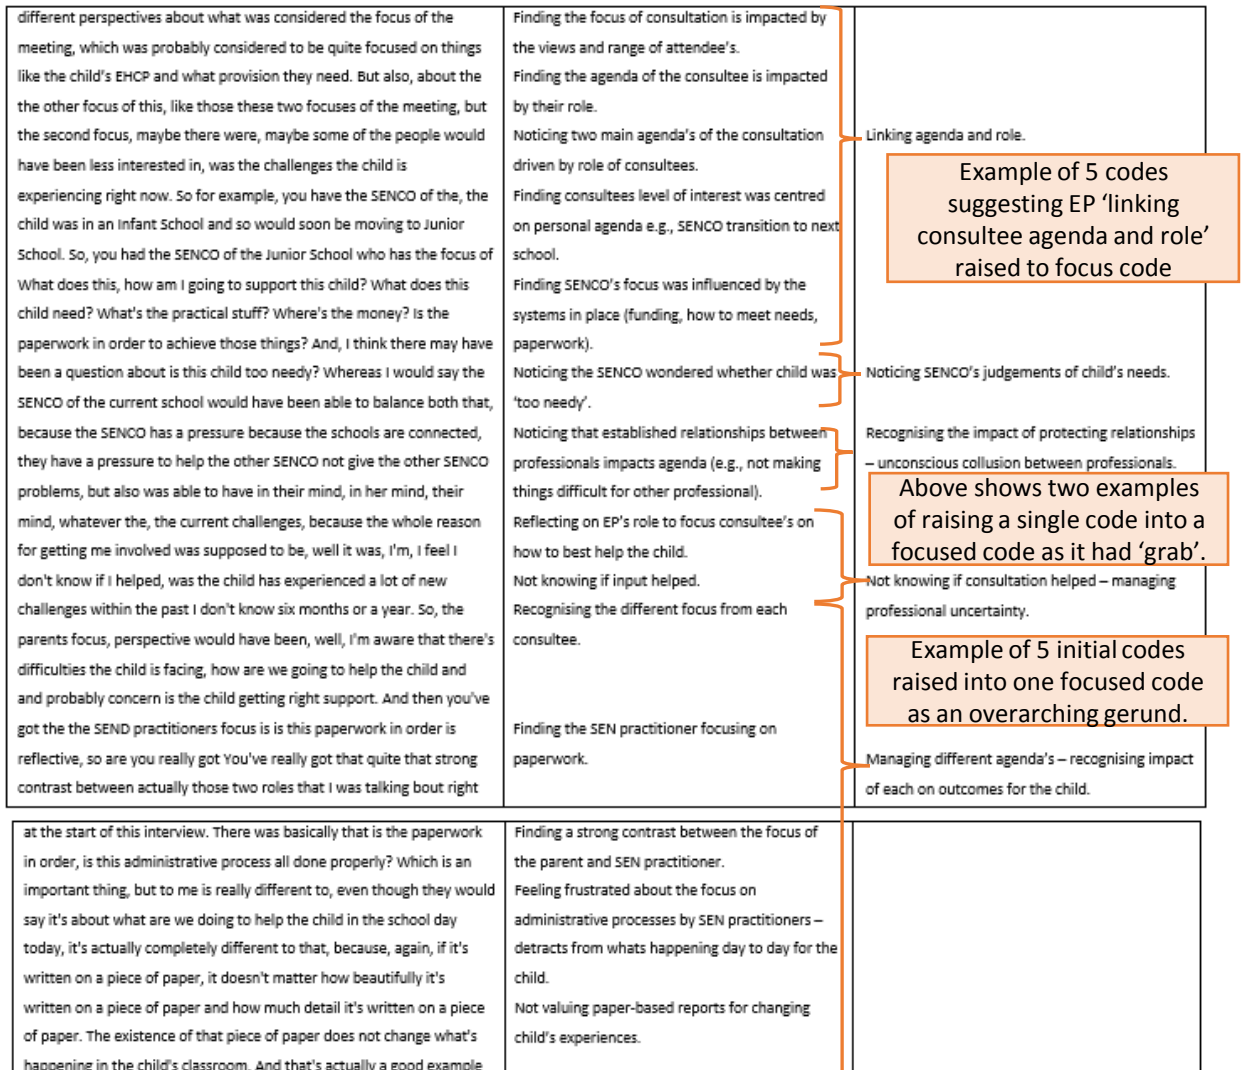 different perspectives about what was considered the focus of the
meeting, which was probably considered to be quite focused on things
like the child's EHCP and what provision they need. But also, about the
the other focus of this, like those these two focuses of the meeting, but
the second focus, maybe there were, maybe some of the people would
have been less interested in, was the challenges the child is
experiencing right now. So for example, you have the SENCO of the, the
child was in an Infant School and so would soon be moving to Junior
School. So, you had the SENCO of the Junior School who has the focus of
What does this, how am I going to support this child? What does this
child need? What's the practical stuff? Where's the money? Is the
paperwork in order to achieve those things? And, I think there may have
been a question about is this child too needy? Whereas I would say the
SENCO of the current school would have been able to balance both that,
because the SENCO has a pressure because the schools are connected,
they have a pressure to help the other SENCO not give the other SENCO
problems, but also was able to have in their mind, in her mind, their
mind, whatever the, the current challenges, because the whole reason
for getting me involved was supposed to be, well it was, I'm, I feel I
don't know if I helped, was the child has experienced a lot of new
challenges within the past I don't know six months or a year. So, the
parents focus, perspective would have been, well, I'm aware that there's
difficulties the child is facing, how are we going to help the child and
and probably concern is the child getting right support. And then you've
got the the SEND practitioners focus is is this paperwork in order is
reflective, so are you really got You've really got that quite that strong
contrast between actually those two roles that I was talking bout right
Finding the focus of consultation is impacted by
the views and range of attendee's.
Finding the agenda of the consultee is impacted
by their role.
Noticing two main agenda's of the consultation
driven by role of consultees.
Finding consultees level of interest was centred
on personal agenda e.g., SENCO transition to next
school.
Finding SENCO's focus was influenced by the
systems in place (funding, how to meet needs,
paperwork).
Noticing the SENCO wondered whether child was
'too needy'.
Noticing that established relationships between
professionals impacts agenda (e.g., not making
things difficult for other professional).
Reflecting on EP's role to focus consultee's on
how to best help the child.
Not knowing if input helped.
Recognising the different focus from each
consultee.
Finding the SEN practitioner focusing on
paperwork.
Linking agenda and role.
Example of 5 codes
suggesting EP 'linking
consultee agenda and role'
raised to focus code
Noticing SENCO's judgements of child's needs.
Recognising the impact of protecting relationships
– unconscious collusion between professionals.
Above shows two examples
of raising a single code into a
focused code as it had 'grab'.
Not knowing if consultation helped – managing
professional uncertainty.
Example of 5 initial codes
raised into one focused code
as an overarching gerund.
Managing different agenda's – recognising impact
of each on outcomes for the child.
at the start of this interview. There was basically that is the paperwork
in order, is this administrative process all done properly? Which is an
important thing, but to me is really different to, even though they would
say it's about what are we doing to help the child in the school day
today, it's actually completely different to that, because, again, if it's
written on a piece of paper, it doesn't matter how beautifully it's
written on a piece of paper and how much detail it's written on a piece
of paper. The existence of that piece of paper does not change what's
happening in the child's classroom. And that's actually a good example
Finding a strong contrast between the focus of
the parent and SEN practitioner.
Feeling frustrated about the focus on
administrative processes by SEN practitioners –
detracts from whats happening day to day for the
child.
Not valuing paper-based reports for changing
child's experiences.